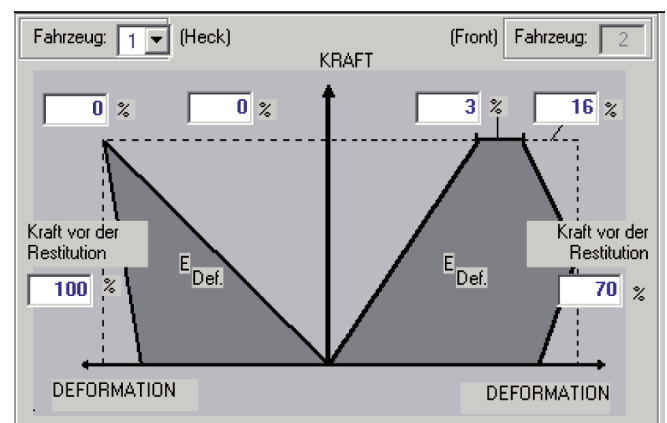 Fahrzeug: 1 (Heck) (Front) Fahrzeug: 2
KRAFT
0 % 0 % 3 % 16 %
Kraft vor der
Restitution
100 %
E Def.
E Def.
Kraft vor der
Restitution
70 %
DEFORMATION
DEFORMATION